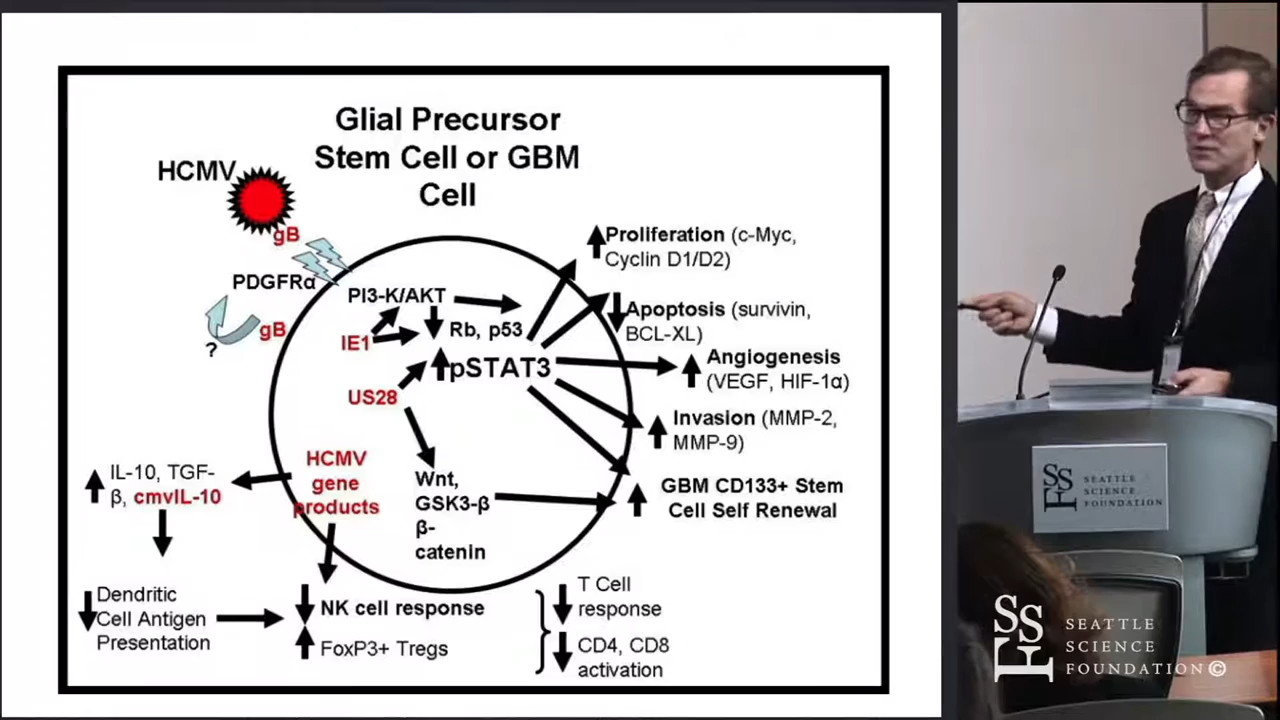 Glial Precursor
Stem Cell or GBM
Cell
HCMV
gB
PDGFRα
gB
?
PI3-K/AKT
IE1
Rb, p53
pSTAT3
US28
HCMV
gene
products
Wnt,
GSK3-β
β-
catenin
Proliferation (c-Myc,
Cyclin D1/D2)
Apoptosis (survivin,
BCL-XL)
Angiogenesis
(VEGF, HIF-1α)
Invasion (MMP-2,
MMP-9)
GBM CD133+ Stem
Cell Self Renewal
IL-10, TGF-
β, cmvIL-10
Dendritic
Cell Antigen
Presentation
NK cell response
FoxP3+ Tregs
T Cell
response
CD4, CD8
activation
SSF
SEATTLE
SCIENCE
FOUNDATION
SSF
SEATTLE
SCIENCE
FOUNDATION©